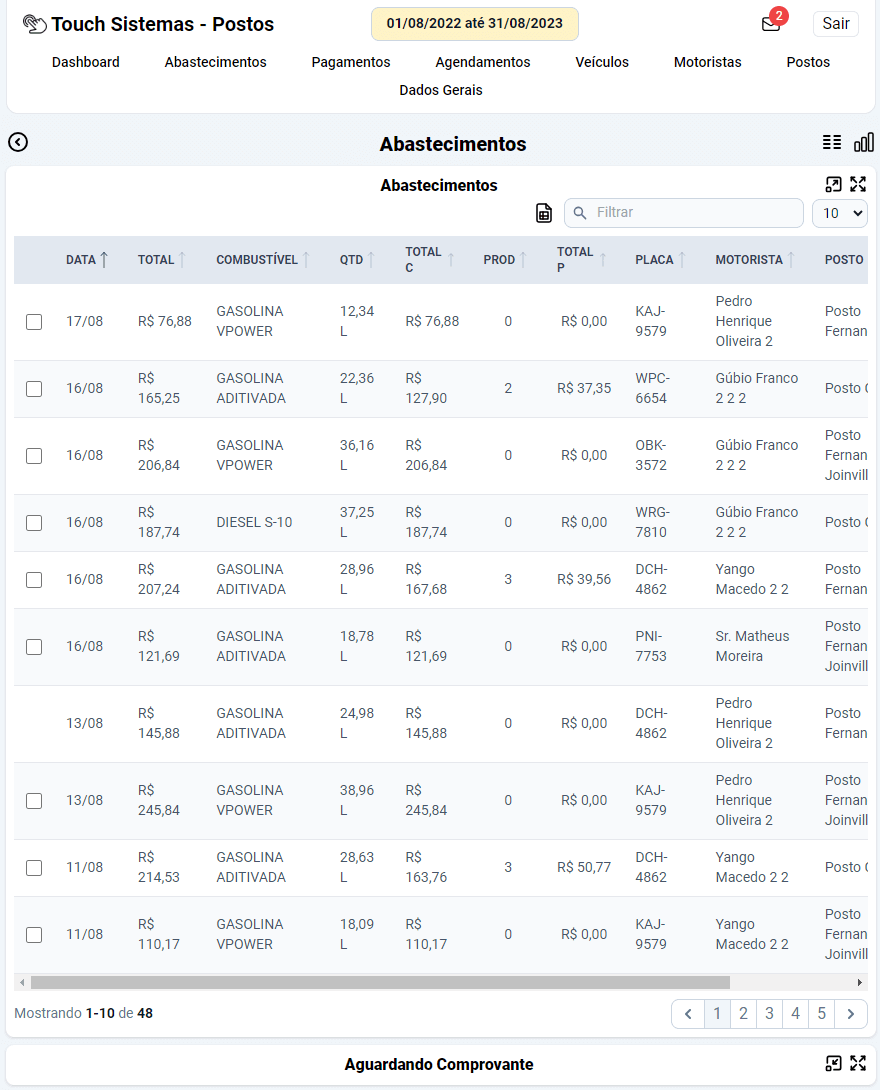 Touch Sistemas - Postos
01/08/2022 até 31/08/2023
2
Sair
Dashboard Abastecimentos Pagamentos Agendamentos Veículos Motoristas Postos
Dados Gerais
Abastecimentos
Abastecimentos
Filtrar
10
DATA TOTAL COMBUSTÍVEL QTD TOTAL C PROD TOTAL P PLACA MOTORISTA POSTO
17/08 R$ 76,88 GASOLINA VPOWER 12,34 L R$ 76,88 0 R$ 0,00 KAJ-9579 Pedro Henrique Oliveira 2 Posto Fernan
16/08 R$ 165,25 GASOLINA ADITIVADA 22,36 L R$ 127,90 2 R$ 37,35 WPC-6654 Gúbio Franco 2 2 2 Posto
16/08 R$ 206,84 GASOLINA VPOWER 36,16 L R$ 206,84 0 R$ 0,00 OBK-3572 Gúbio Franco 2 2 2 Posto Fernan Joinvill
16/08 R$ 187,74 DIESEL S-10 37,25 L R$ 187,74 0 R$ 0,00 WRG-7810 Gúbio Franco 2 2 2 Posto
16/08 R$ 207,24 GASOLINA ADITIVADA 28,96 L R$ 167,68 3 R$ 39,56 DCH-4862 Yango Macedo 2 2 Posto Fernan
16/08 R$ 121,69 GASOLINA ADITIVADA 18,78 L R$ 121,69 0 R$ 0,00 PNI-7753 Sr. Matheus Moreira Posto Fernan Joinvill
13/08 R$ 145,88 GASOLINA ADITIVADA 24,98 L R$ 145,88 0 R$ 0,00 DCH-4862 Pedro Henrique Oliveira 2 Posto Fernan
13/08 R$ 245,84 GASOLINA VPOWER 38,96 L R$ 245,84 0 R$ 0,00 KAJ-9579 Pedro Henrique Oliveira 2 Posto Fernan Joinvill
11/08 R$ 214,53 GASOLINA ADITIVADA 28,63 L R$ 163,76 3 R$ 50,77 DCH-4862 Yango Macedo 2 2 Posto
11/08 R$ 110,17 GASOLINA VPOWER 18,09 L R$ 110,17 0 R$ 0,00 KAJ-9579 Yango Macedo 2 2 Posto Fernan Joinvill
Mostrando 1-10 de 48
1 2 3 4 5
Aguardando Comprovante